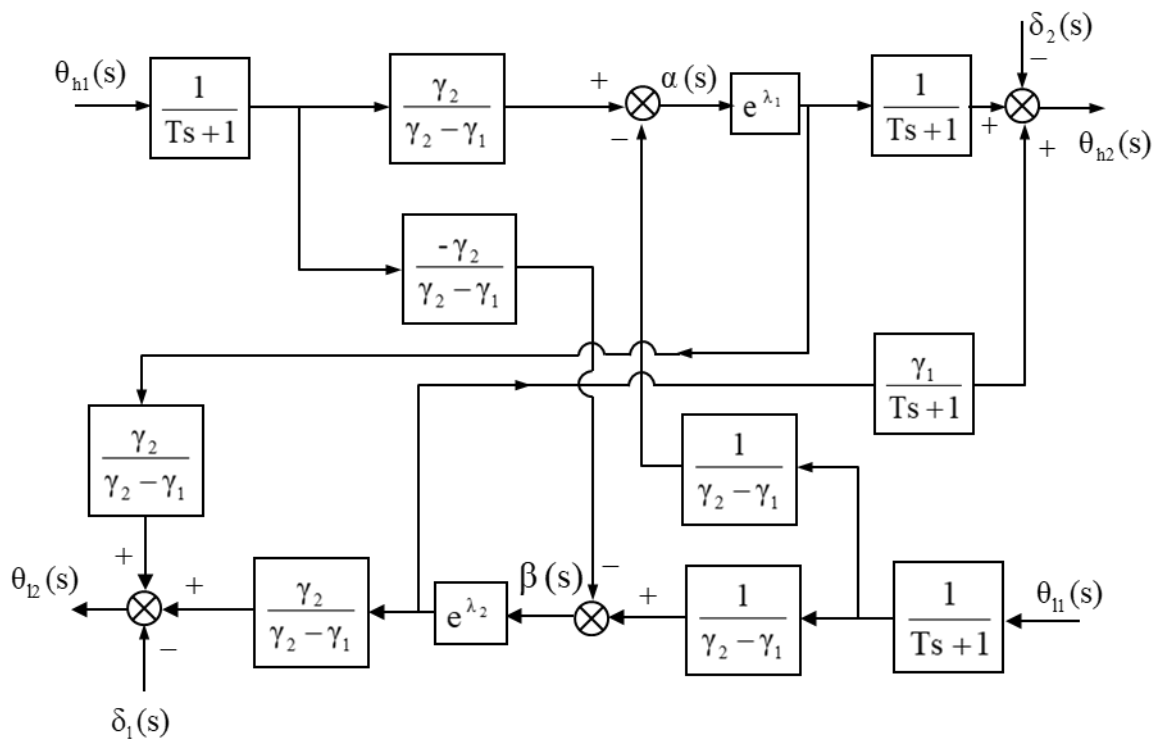 δ₂(s)
−
θₕ₁(s)
1
Ts + 1
γ₂
γ₂ − γ₁
+
−
α(s)
e^λ₁
1
Ts + 1
+
+
θₕ₂(s)
-γ₂
γ₂ − γ₁
γ₁
Ts + 1
γ₂
γ₂ − γ₁
1
γ₂ − γ₁
+
θₗ₂(s)
+
−
γ₂
γ₂ − γ₁
e^λ₂
β(s)
−
+
1
γ₂ − γ₁
1
Ts + 1
θₗ₁(s)
δ₁(s)